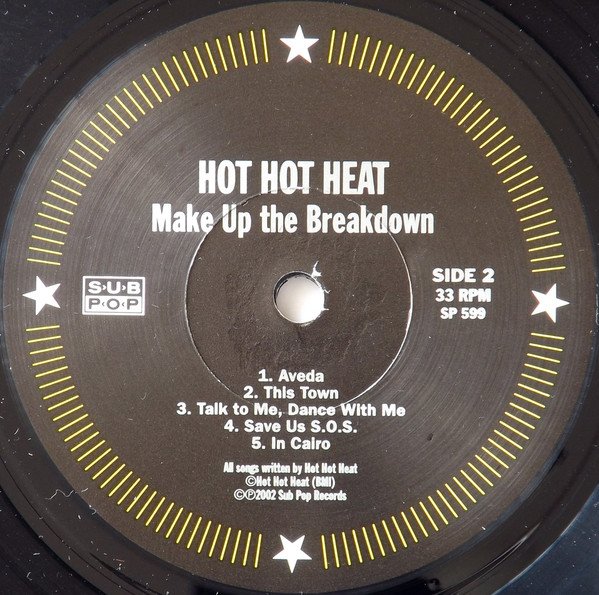 HOT HOT HEAT
Make Up the Breakdown
SUB
POP
SIDE 2
33 RPM
SP 599
1. Aveda
2. This Town
3. Talk to Me, Dance With Me
4. Save Us S.O.S.
5. In Cairo
All songs written by Hot Hot Heat
©Hot Hot Heat (BMI)
©℗2002 Sub Pop Records